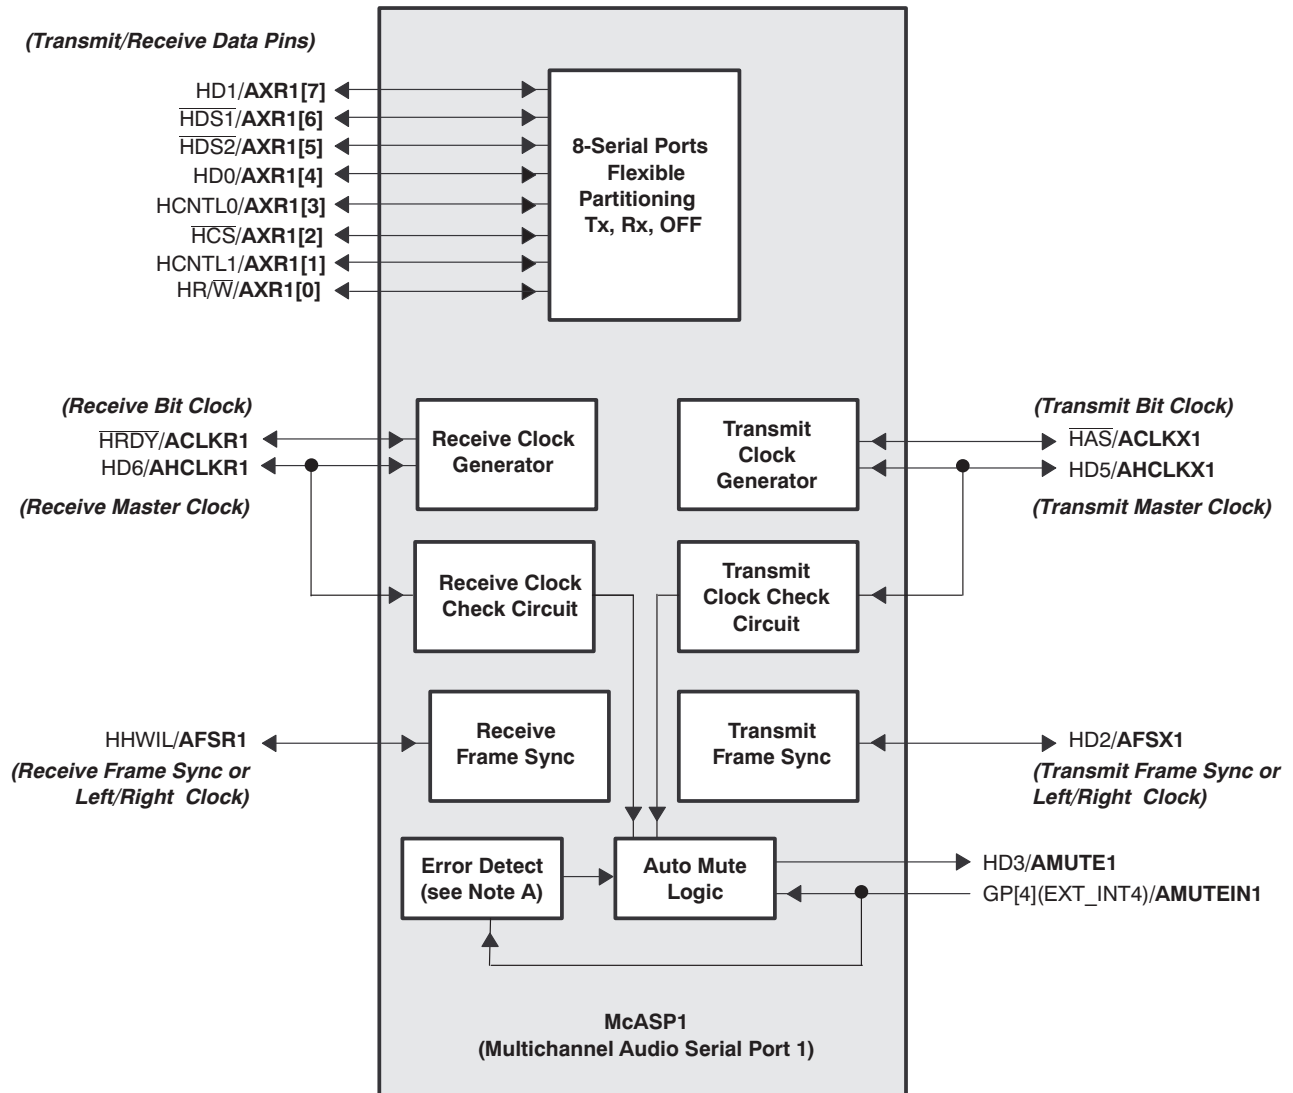 (Transmit/Receive Data Pins)
HD1/AXR1[7]
H̅D̅S̅1̅/AXR1[6]
H̅D̅S̅2̅/AXR1[5]
HD0/AXR1[4]
HCNTL0/AXR1[3]
H̅C̅S̅/AXR1[2]
HCNTL1/AXR1[1]
HR/W̅/AXR1[0]
8-Serial Ports
Flexible
Partitioning
Tx, Rx, OFF
(Receive Bit Clock)
H̅R̅D̅Y̅/ACLKR1
HD6/AHCLKR1
(Receive Master Clock)
Receive Clock
Generator
Transmit
Clock
Generator
(Transmit Bit Clock)
H̅A̅S̅/ACLKX1
HD5/AHCLKX1
(Transmit Master Clock)
Receive Clock
Check Circuit
Transmit
Clock Check
Circuit
HHWIL/AFSR1
(Receive Frame Sync or
Left/Right Clock)
Receive
Frame Sync
Transmit
Frame Sync
HD2/AFSX1
(Transmit Frame Sync or
Left/Right Clock)
Error Detect
(see Note A)
Auto Mute
Logic
HD3/AMUTE1
GP[4](EXT_INT4)/AMUTEIN1
McASP1
(Multichannel Audio Serial Port 1)